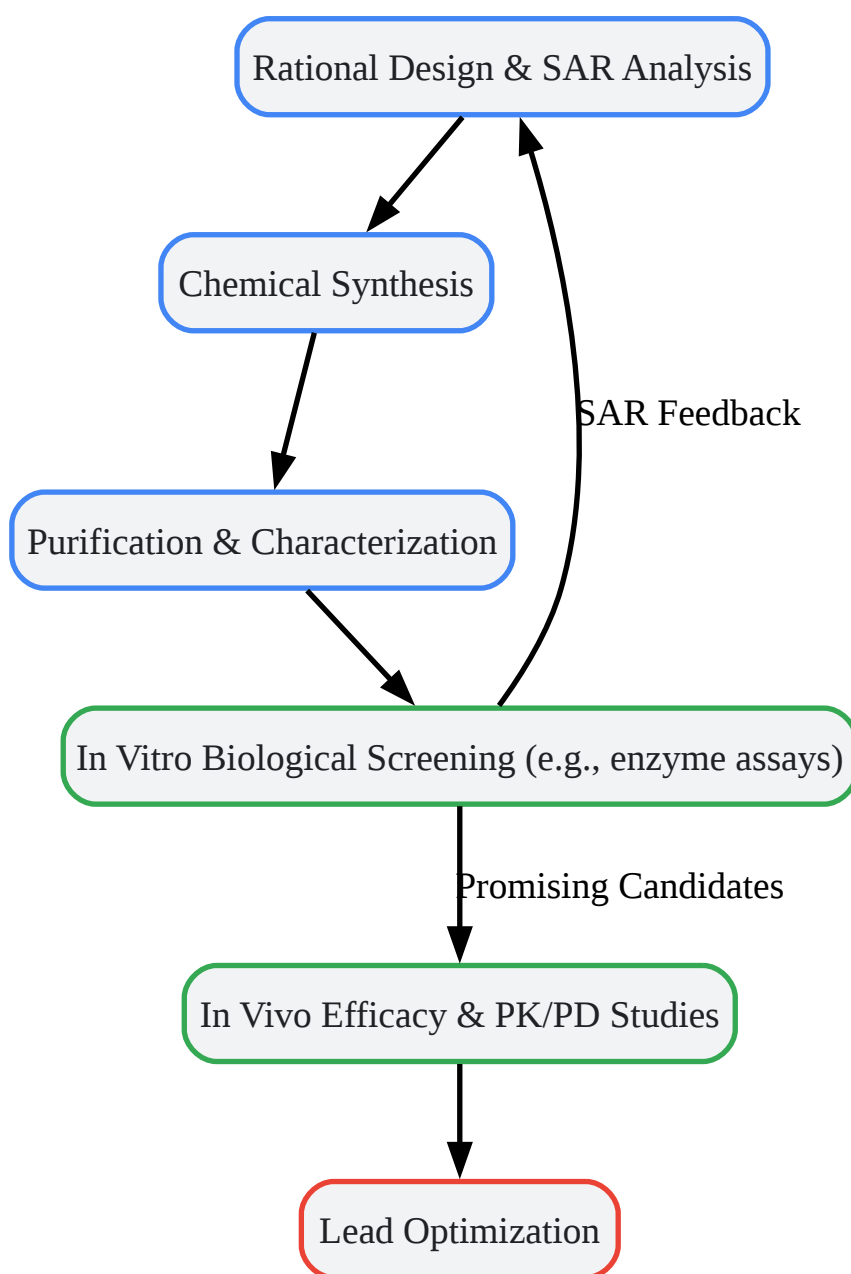 Rational Design & SAR Analysis
Chemical Synthesis
SAR Feedback
Purification & Characterization
In Vitro Biological Screening (e.g., enzyme assays)
Promising Candidates
In Vivo Efficacy & PK/PD Studies
Lead Optimization